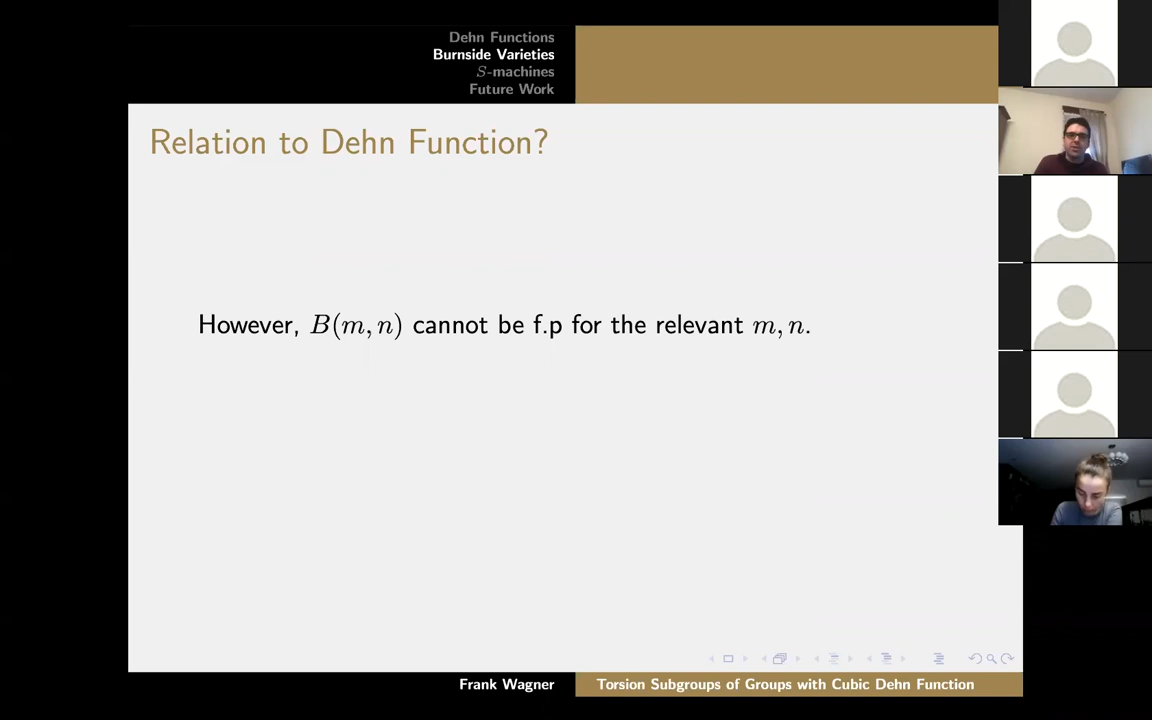 Dehn Functions
Burnside Varieties
S-machines
Future Work
Relation to Dehn Function?
However, B(m, n) cannot be f.p for the relevant m, n.
Frank Wagner
Torsion Subgroups of Groups with Cubic Dehn Function